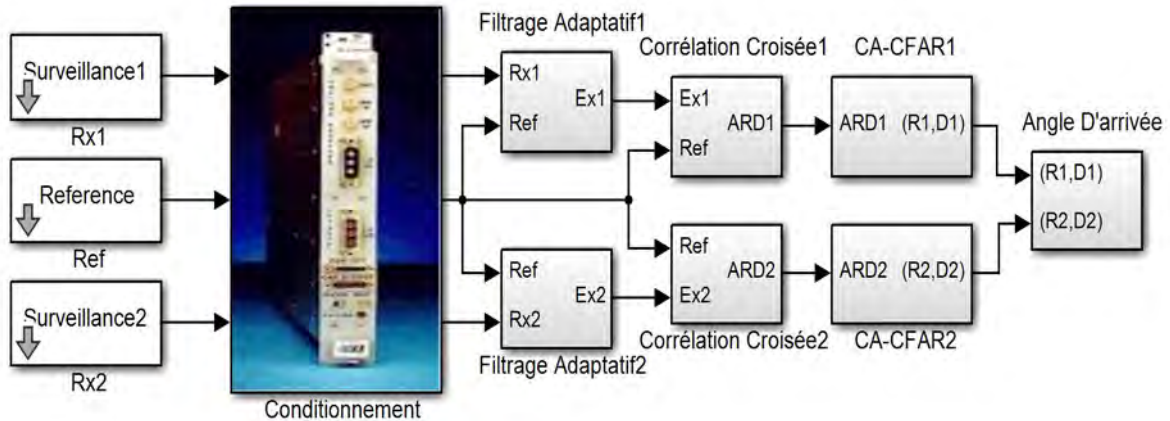 Surveillance1
Rx1
Reference
Ref
Surveillance2
Rx2
Conditionnement
Filtrage Adaptatif1
Rx1
Ex1
Ref
Ref
Ex2
Rx2
Filtrage Adaptatif2
Corrélation Croisée1
Ex1
ARD1
Ref
Ref
ARD2
Ex2
Corrélation Croisée2
CA-CFAR1
ARD1 (R1,D1)
ARD2 (R2,D2)
CA-CFAR2
Angle D'arrivée
(R1,D1)
(R2,D2)